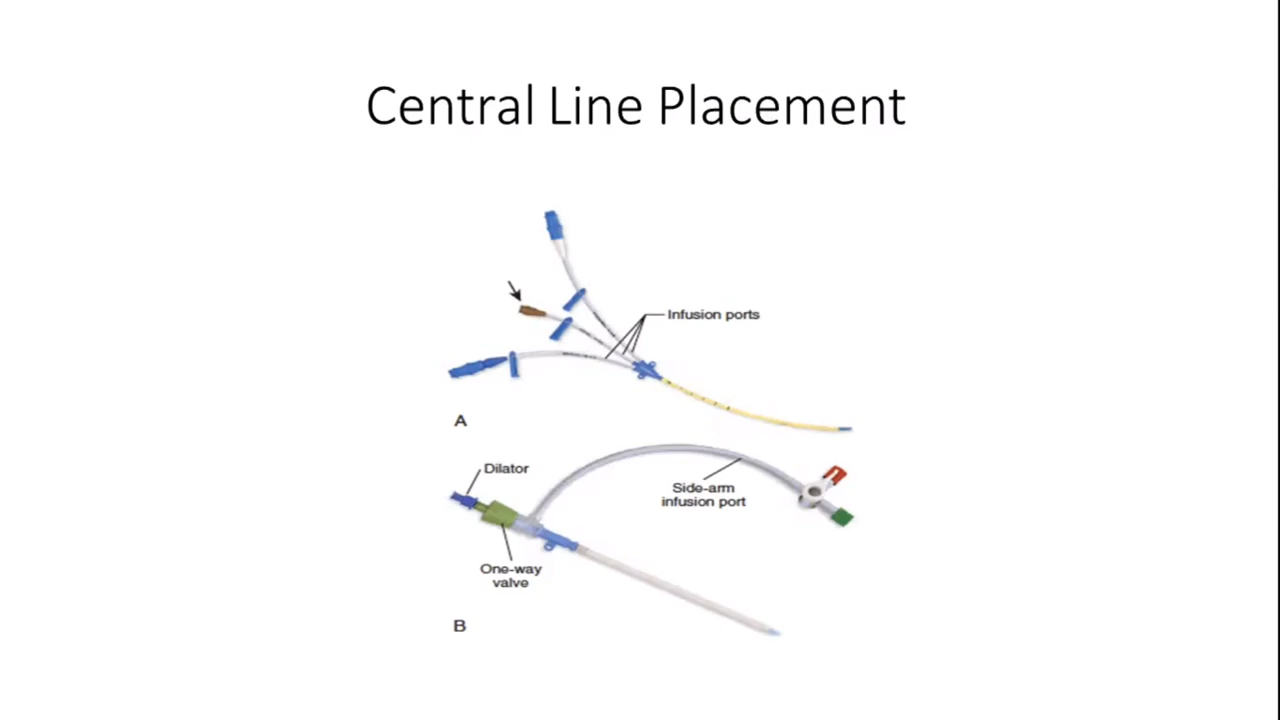 Central Line Placement
Infusion ports
A
Dilator
Side-arm
infusion port
One-way
valve
B